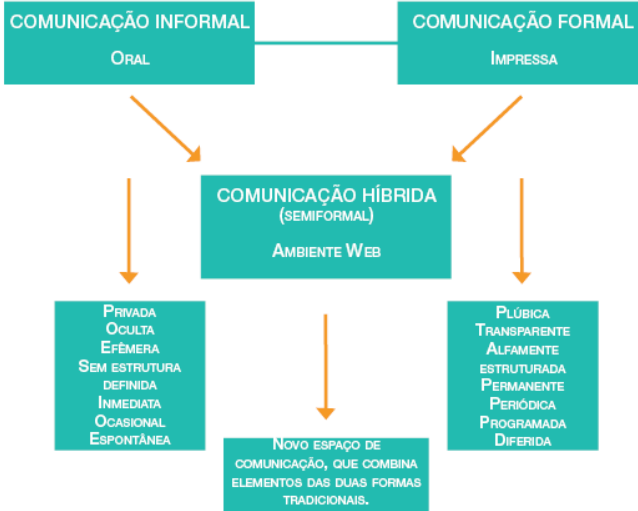 COMUNICAÇÃO INFORMAL
ORAL
COMUNICAÇÃO FORMAL
IMPRESSA
COMUNICAÇÃO HÍBRIDA
(SEMIFORMAL)
AMBIENTE WEB
PRIVADA
OCULTA
EFÊMERA
SEM ESTRUTURA
DEFINIDA
INMEDIATA
OCASIONAL
ESPONTÂNEA
PLÚBICA
TRANSPARENTE
ALFAMENTE
ESTRUTURADA
PERMANENTE
PERIÓDICA
PROGRAMADA
DIFERIDA
NOVO ESPAÇO DE
COMUNICAÇÃO, QUE COMBINA
ELEMENTOS DAS DUAS FORMAS
TRADICIONAIS.